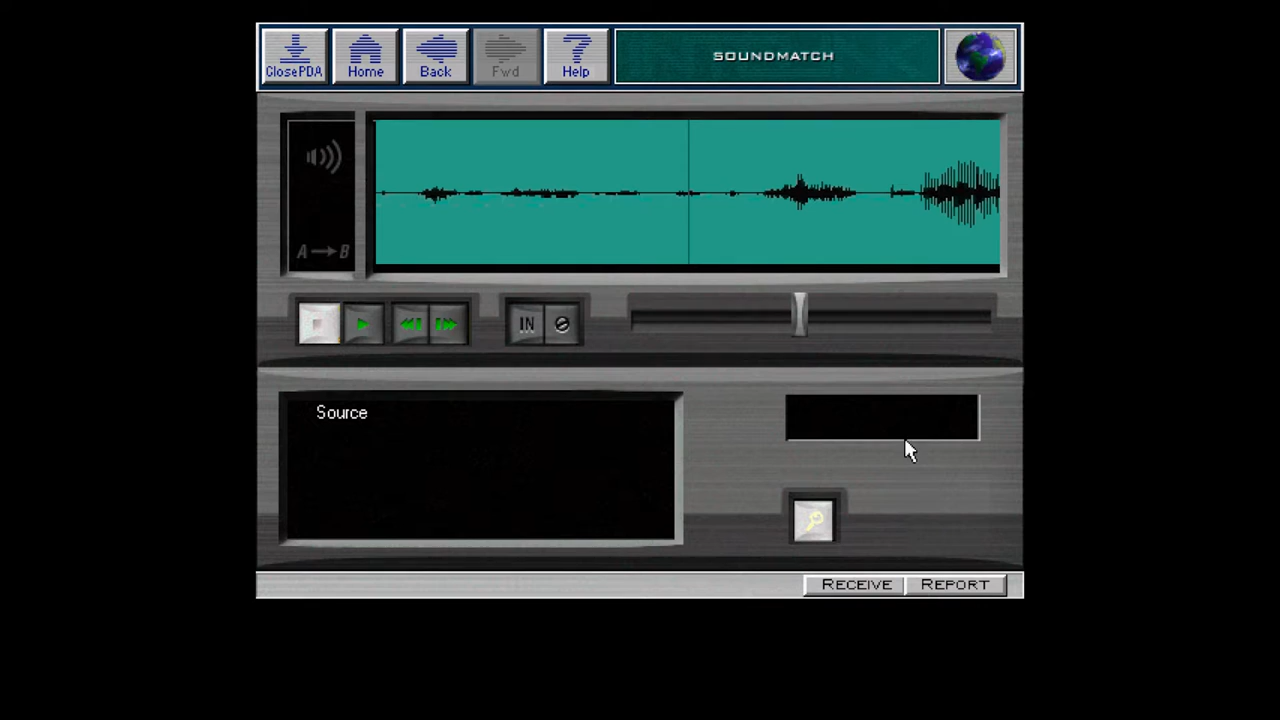 ClosePDA Home Back Fwd Help SOUNDMATCH
A B
IN
Source
RECEIVE REPORT